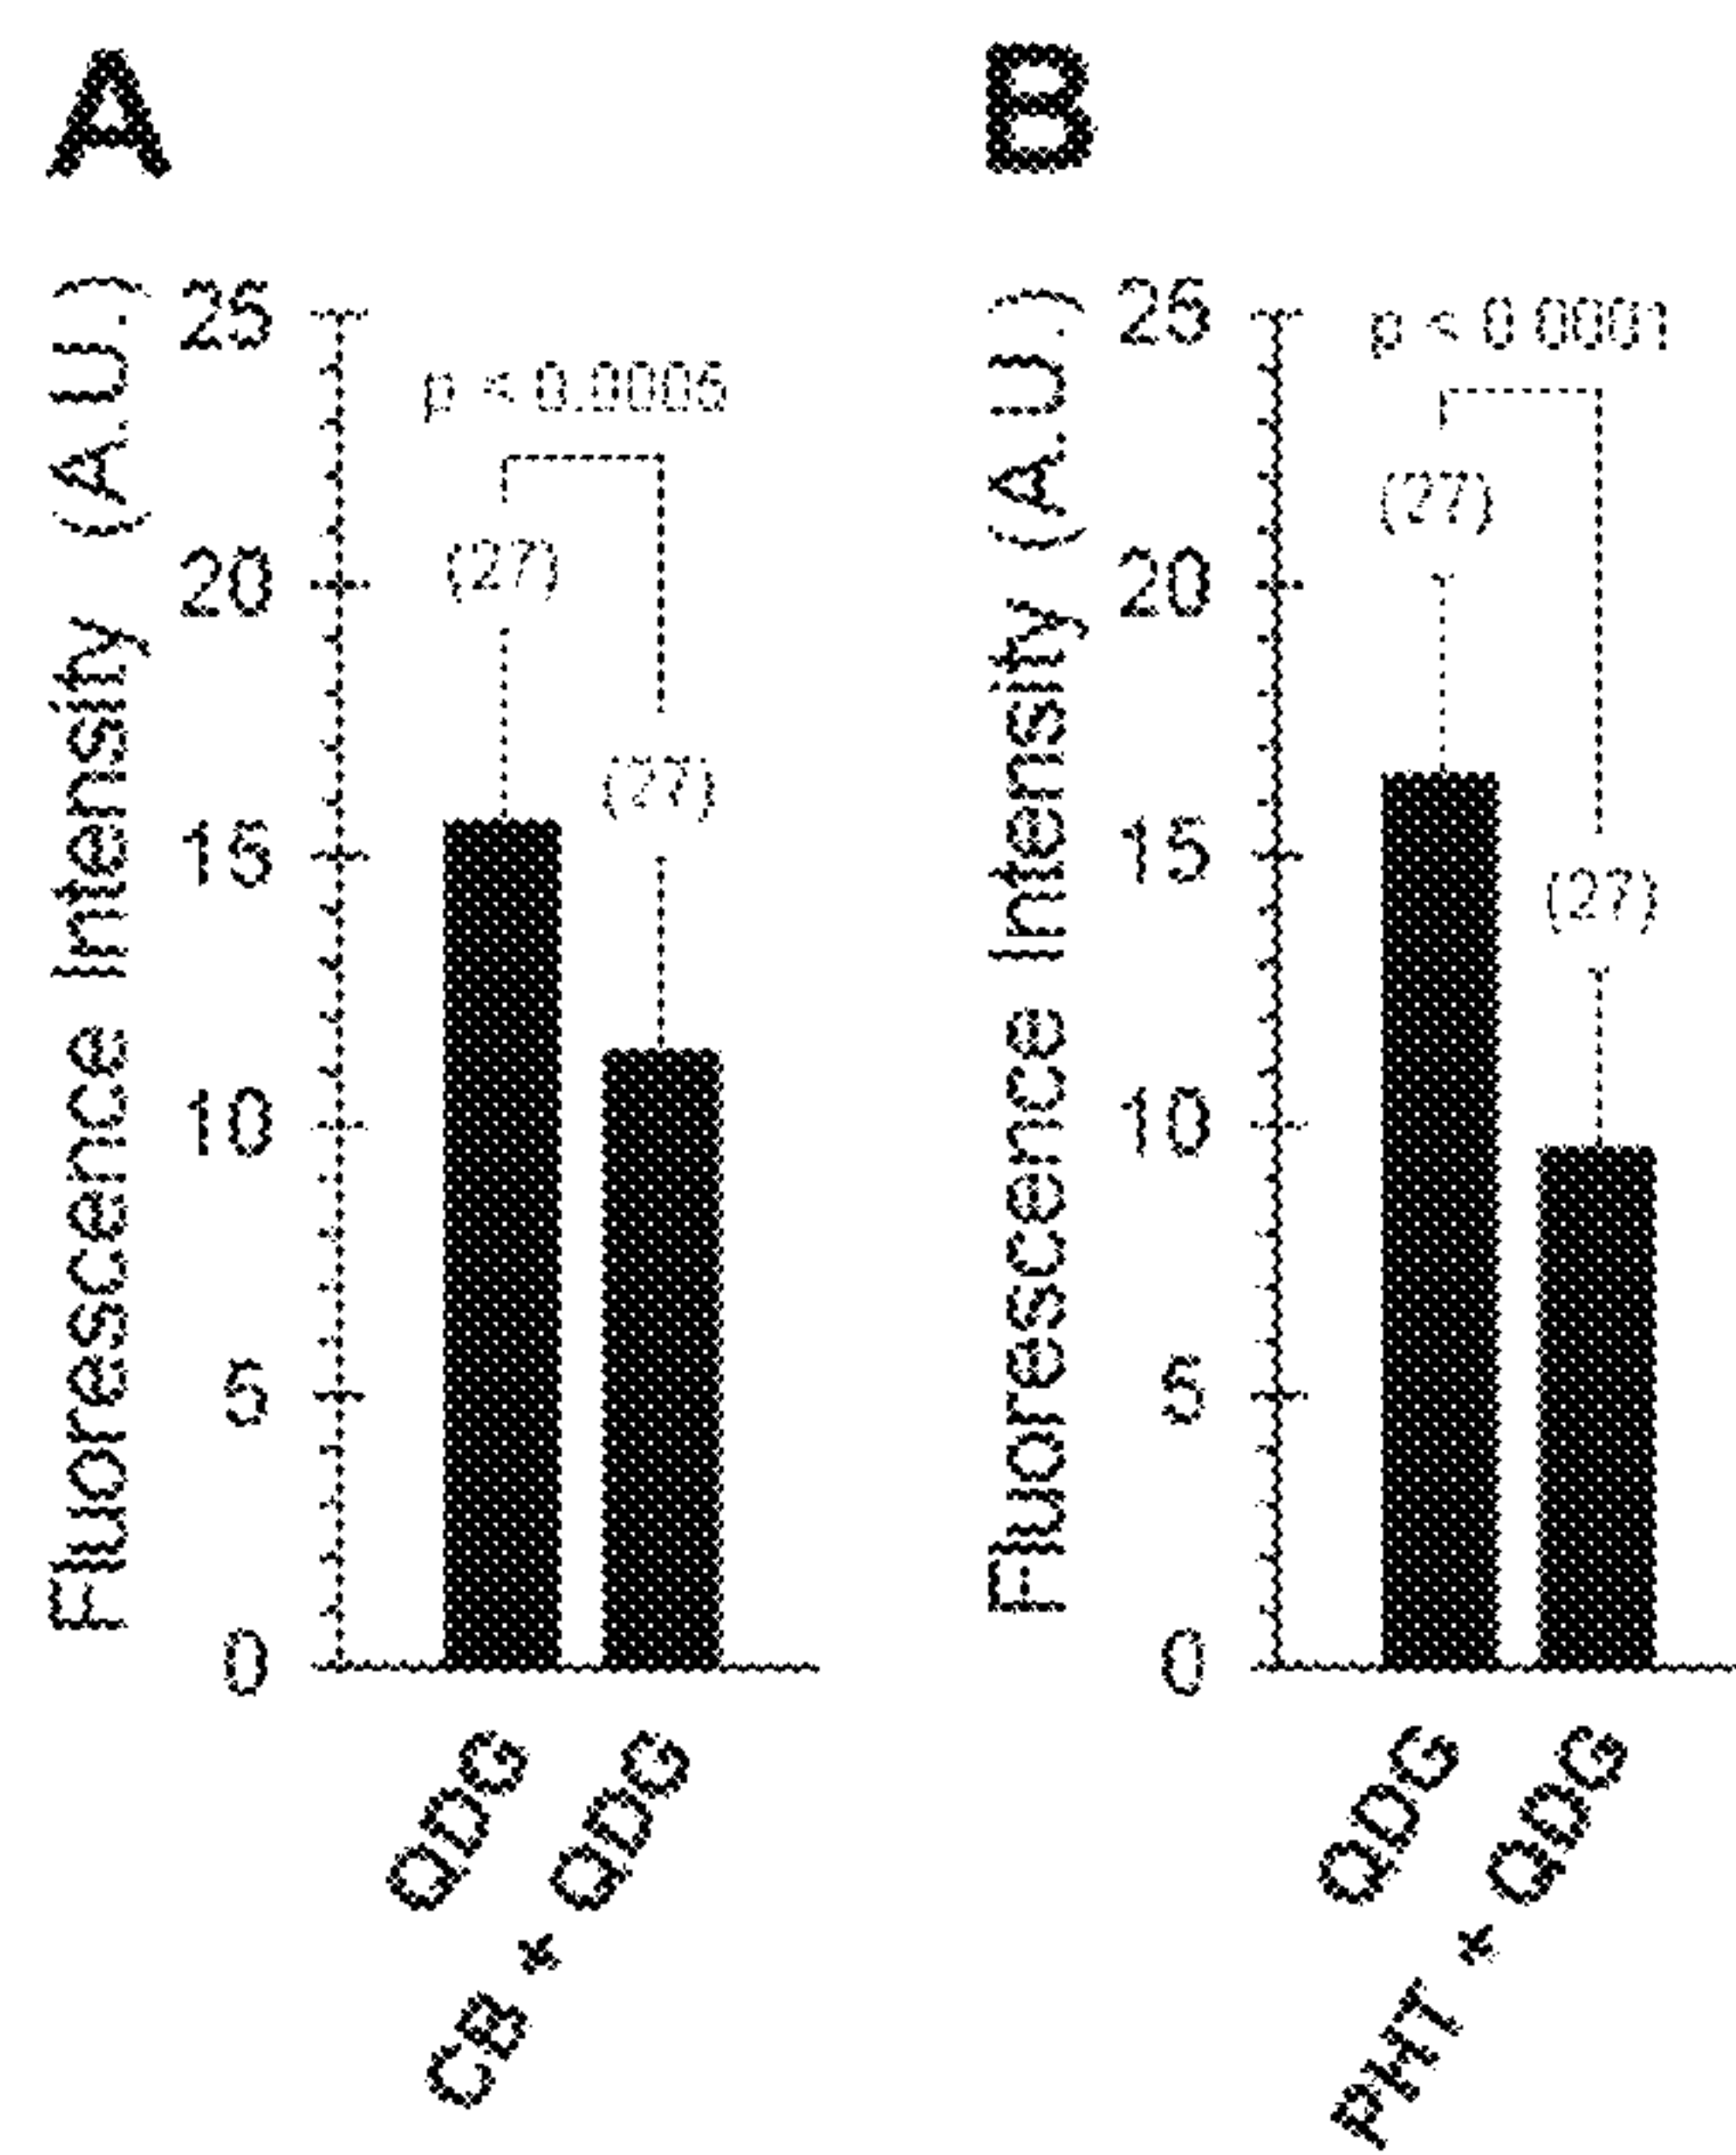 A
Fluorescence Intensity (A.U.)
25
20
15
10
5
0
p < 0.0005
(27)
(27)
QDG
CB + QDG
B
Fluorescence Intensity (A.U.)
25
20
15
10
5
0
p < 0.0001
(27)
(27)
QDG
PHT + QDG